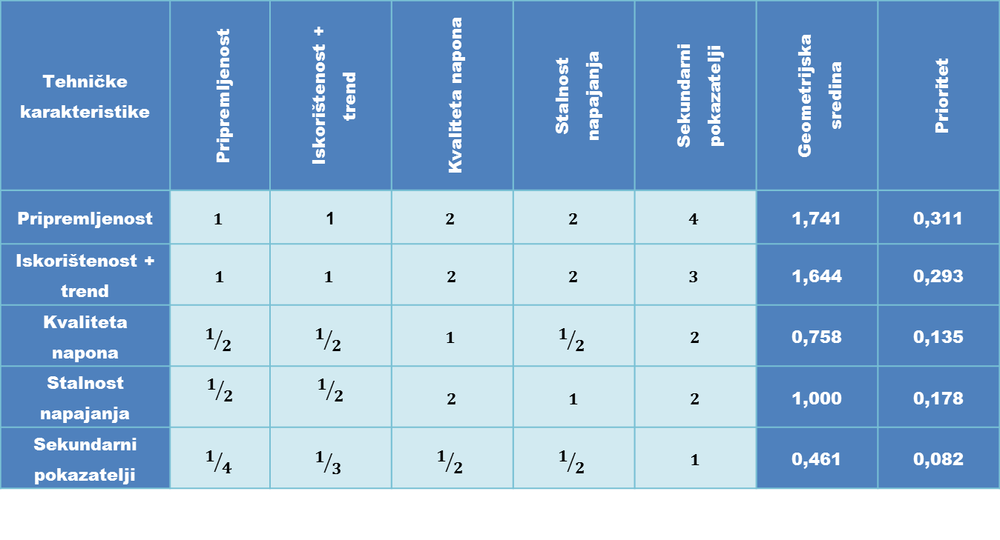 Tehničke
karakteristike
Pripremljenost
Iskorištenost +
trend
Kvaliteta napona
Stalnost
napajanja
Sekundarni
pokazatelji
Geometrijska
sredina
Prioritet
Pripremljenost 1 1 2 2 4 1,741 0,311
Iskorištenost +
trend
1 1 2 2 3 1,644 0,293
Kvaliteta
napona
1/2 1/2 1 1/2 2 0,758 0,135
Stalnost
napajanja
1/2 1/2 2 1 2 1,000 0,178
Sekundarni
pokazatelji
1/4 1/3 1/2 1/2 1 0,461 0,082